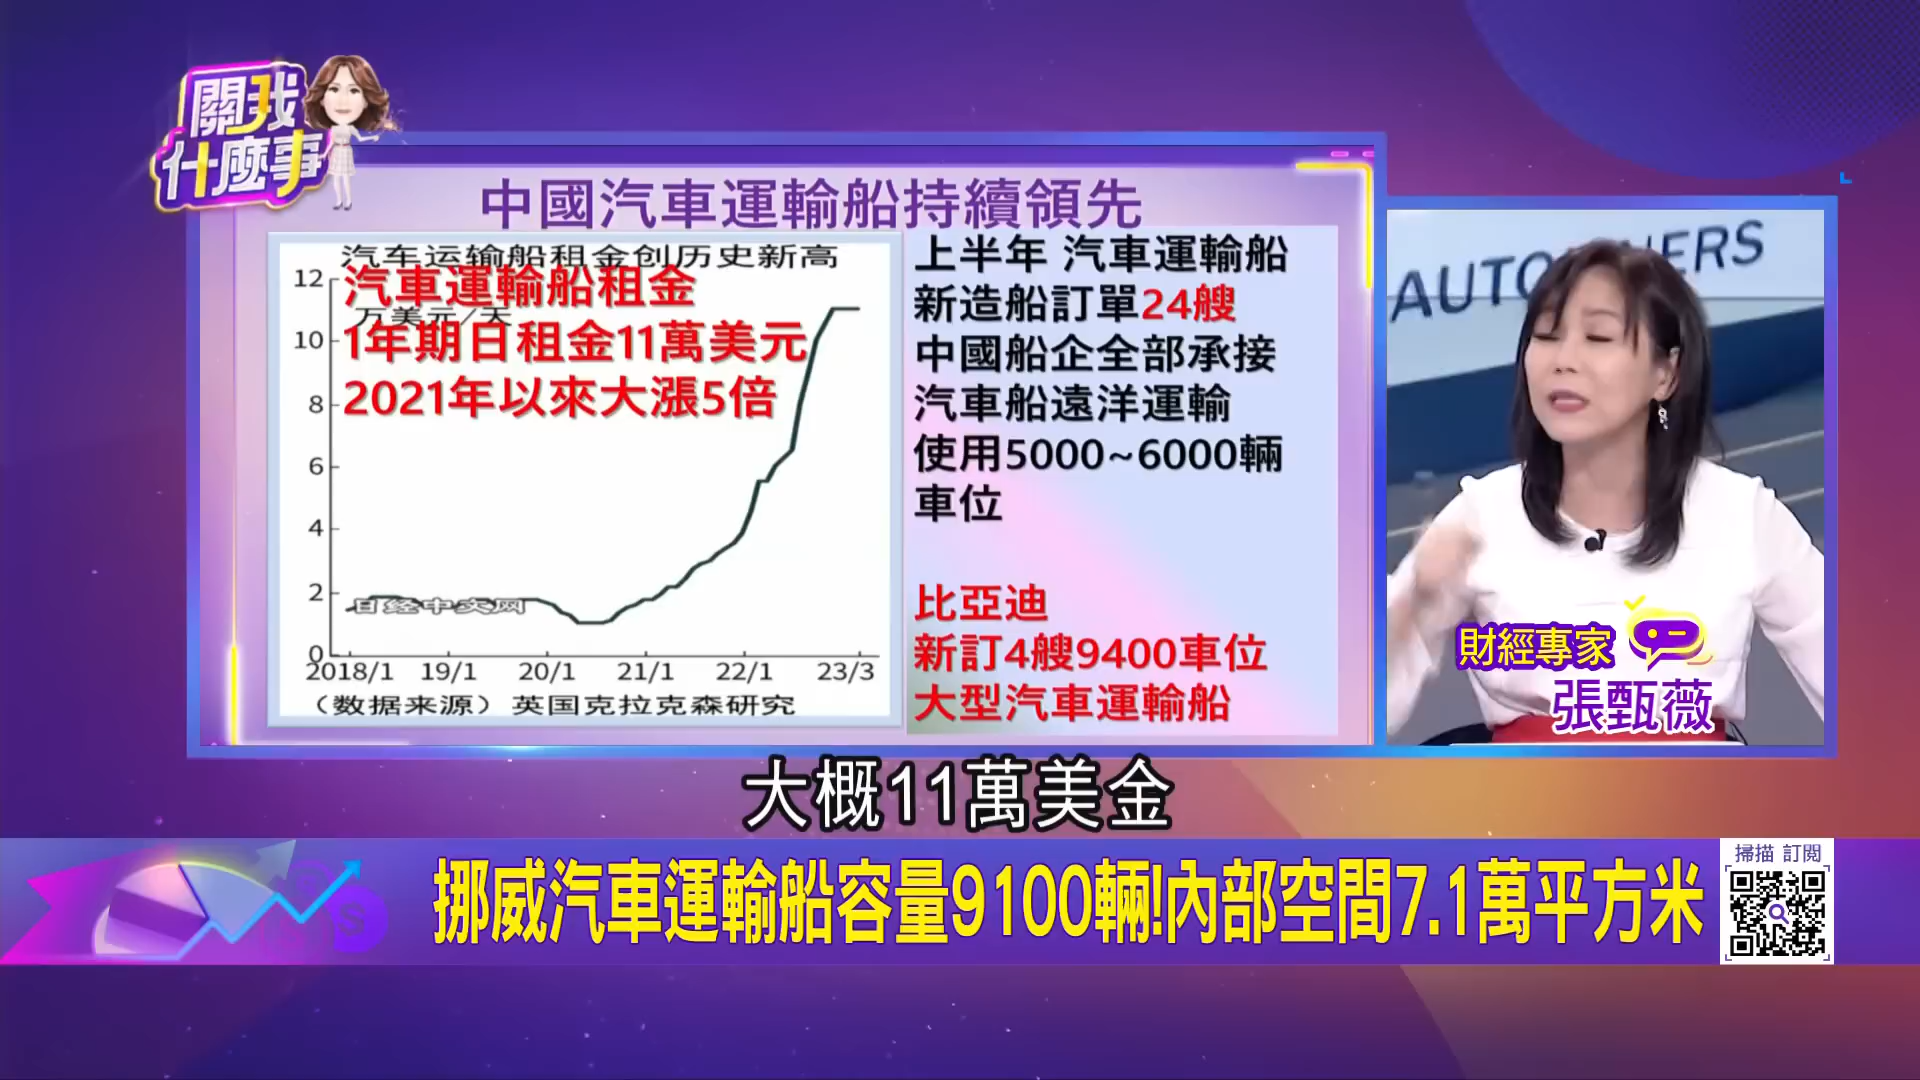 關我
什麼事
中國汽車運輸船持續領先
汽车运输船租金创历史新高
万美元/天
汽車運輸船租金
1年期日租金11萬美元
2021年以來大漲5倍
12
10
8
6
4
2
0
2018/1 19/1 20/1 21/1 22/1 23/3
日经中文网
（数据来源）英国克拉克森研究
上半年 汽車運輸船
新造船訂單24艘
中國船企全部承接
汽車船遠洋運輸
使用5000~6000輛
車位
比亞迪
新訂4艘9400車位
大型汽車運輸船
財經專家
張甄薇
大概11萬美金
挪威汽車運輸船容量9100輛!內部空間7.1萬平方米
掃描 訂閱